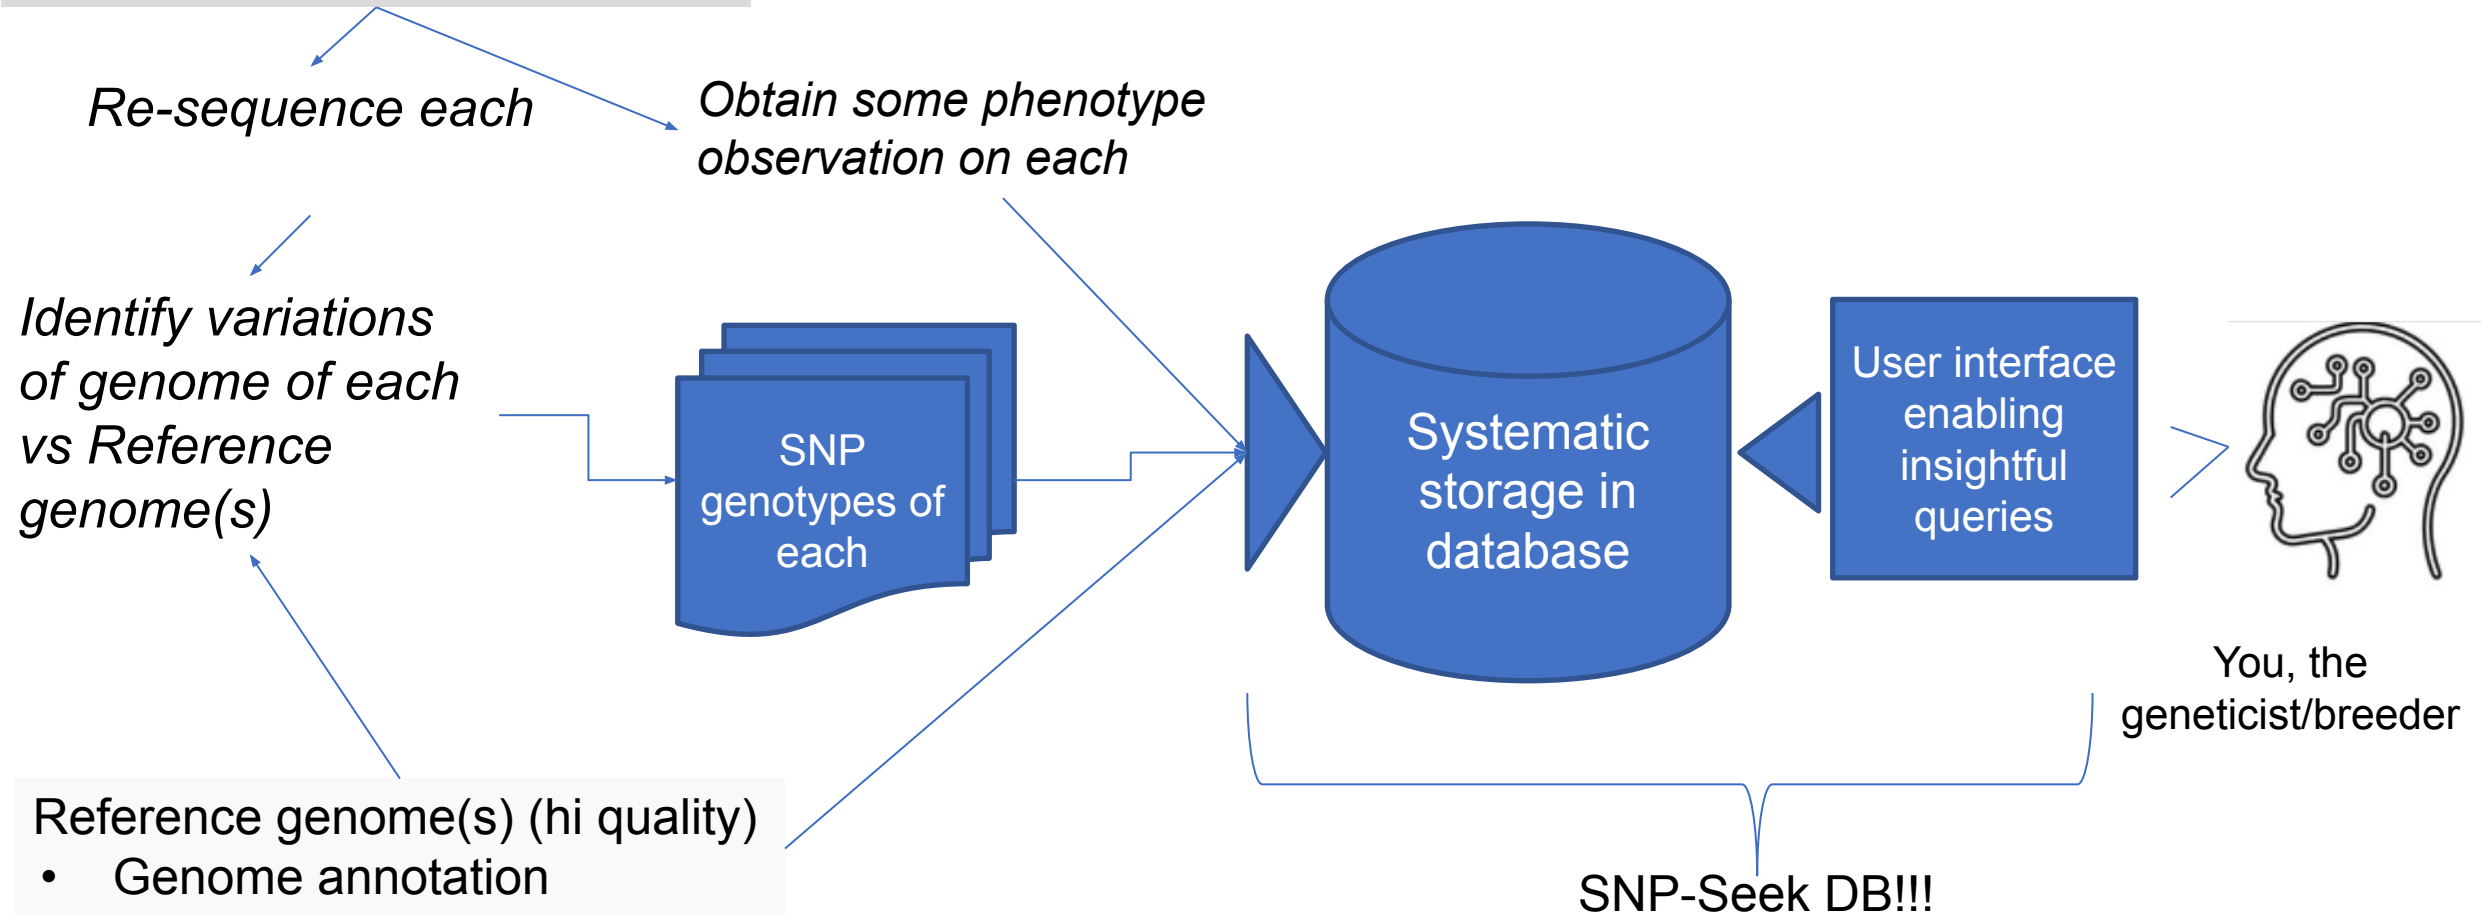 Re-sequence each
Obtain some phenotype
observation on each
Identify variations
of genome of each
vs Reference
genome(s)
SNP
genotypes of
each
Systematic
storage in
database
User interface
enabling
insightful
queries
You, the
geneticist/breeder
Reference genome(s) (hi quality)
• Genome annotation
SNP-Seek DB!!!